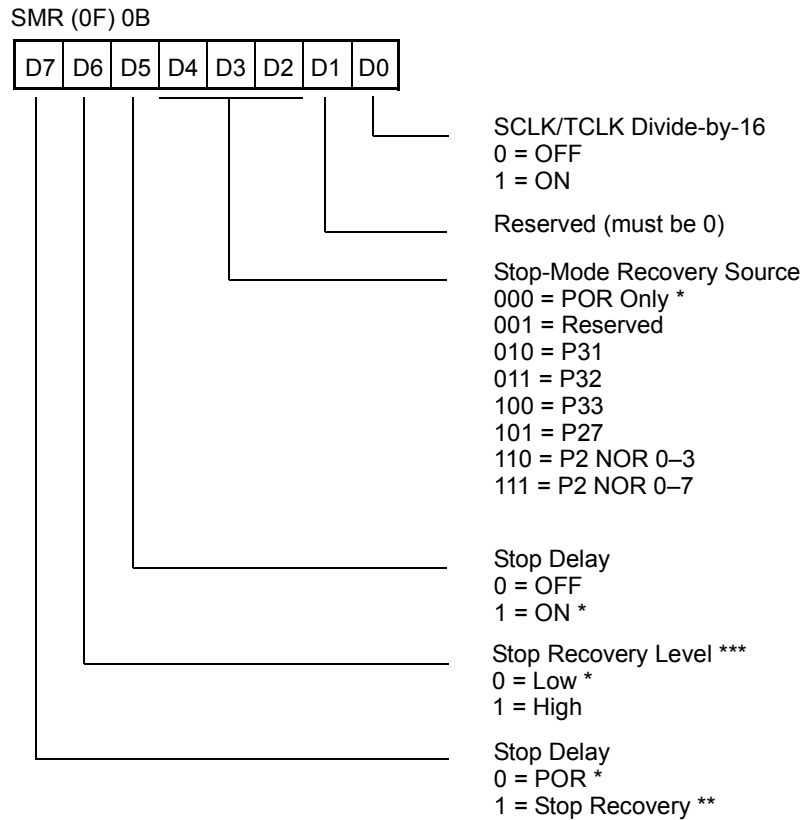 SMR (0F) 0B
D7 D6 D5 D4 D3 D2 D1 D0
SCLK/TCLK Divide-by-16
0 = OFF
1 = ON
Reserved (must be 0)
Stop-Mode Recovery Source
000 = POR Only *
001 = Reserved
010 = P31
011 = P32
100 = P33
101 = P27
110 = P2 NOR 0–3
111 = P2 NOR 0–7
Stop Delay
0 = OFF
1 = ON *
Stop Recovery Level ***
0 = Low *
1 = High
Stop Delay
0 = POR *
1 = Stop Recovery **